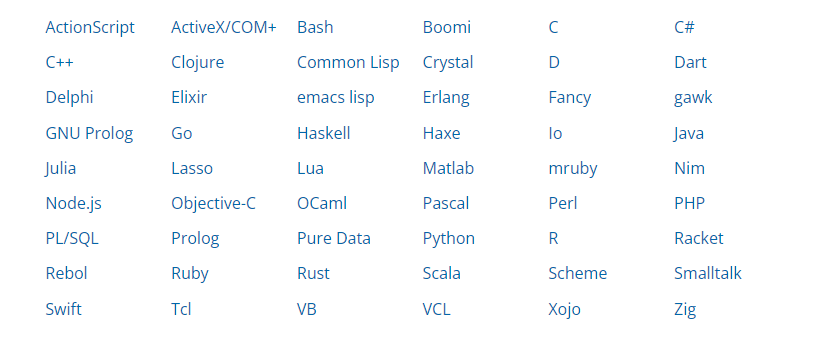 ActionScript ActiveX/COM+ Bash Boomi C C#
C++ Clojure Common Lisp Crystal D Dart
Delphi Elixir emacs lisp Erlang Fancy gawk
GNU Prolog Go Haskell Haxe Io Java
Julia Lasso Lua Matlab mruby Nim
Node.js Objective-C OCaml Pascal Perl PHP
PL/SQL Prolog Pure Data Python R Racket
Rebol Ruby Rust Scala Scheme Smalltalk
Swift Tcl VB VCL Xojo Zig